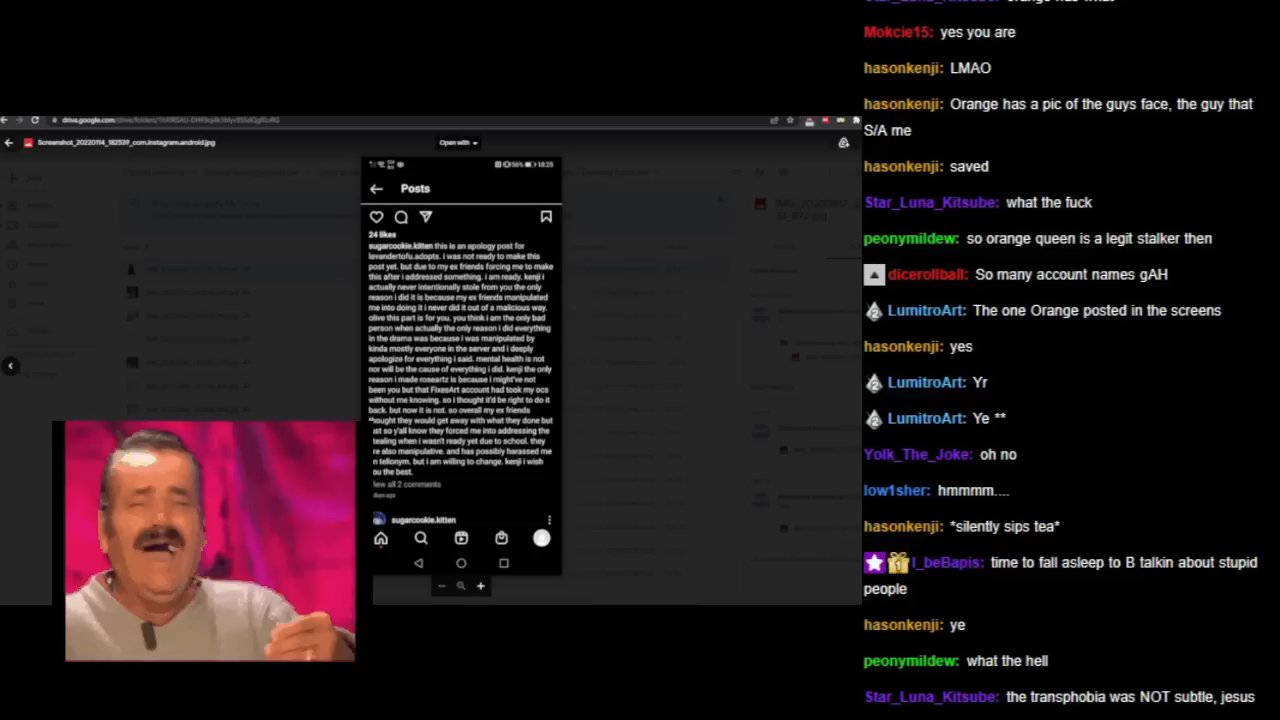 Mokcie15: yes you are
hasonkenji: LMAO
hasonkenji: Orange has a pic of the guys face, the guy that
S/A me
hasonkenji: saved
Star_Luna_Kitsube: what the fuck
peonymildew: so orange queen is a legit stalker then
dicerollball: So many account names gAH
LumitroArt: The one Orange posted in the screens
hasonkenji: yes
LumitroArt: Yr
LumitroArt: Ye **
Yolk_The_Joke: oh no
low1sher: hmmmm....
hasonkenji: *silently sips tea*
I_beBapis: time to fall asleep to B talkin about stupid
people
hasonkenji: ye
peonymildew: what the hell
Star_Luna_Kitsube: the transphobia was NOT subtle, jesus
Screenshot_20220114_182539_com.instagram.android.jpg
Open with
18:25
Posts
24 likes
sugarcookie.kitten this is an apology post for
lavandertofu.adopts. i was not ready to make this
post yet. but due to my ex friends forcing me to make
this after i addressed something. i am ready. kenji i
actually never intentionally stole from you the only
reason i did it is because my ex friends manipulated
me into doing it i never did it out of a malicious way.
olive this part is for you. you think i am the only bad
person when actually the only reason i did everything
in the drama was because i was manipulated by
kinda mostly everyone in the server and i deeply
apologize for everything i said. mental health is not
nor will be the cause of everything i did. kenji the only
reason i made roseartz is because i might've not
been you but that FixesArt account had took my ocs
without me knowing. so i thought it'd be right to do it
back. but now it is not. so overall my ex friends
hought they would get away with what they done but
ust so y'all know they forced me into addressing the
tealing when i wasn't ready yet due to school. they
re also manipulative. and has possibly harassed me
n tellonym. but i am willing to change. kenji i wish
ou the best.
iew all 2 comments
days ago
sugarcookie.kitten